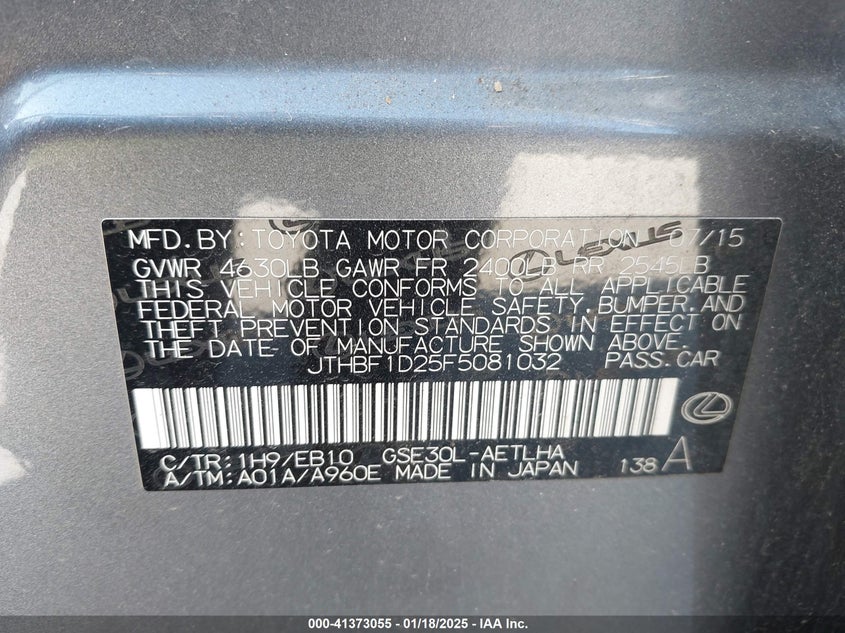 MFD. BY: TOYOTA MOTOR CORPORATION 07/15
GVWR 4630LB GAWR FR 2400LB RR 2545LB
THIS VEHICLE CONFORMS TO ALL APPLICABLE
FEDERAL MOTOR VEHICLE SAFETY, BUMPER, AND
THEFT PREVENTION STANDARDS IN EFFECT ON
THE DATE OF MANUFACTURE SHOWN ABOVE.
JTHBF1D25F5081032 PASS. CAR
C/TR: 1H9/EB10 GSE30L-AETLHA
A/TM: A01A/A960E MADE IN JAPAN 138 A
LEXUS
000-41373055 — 01/18/2025 — IAA Inc.